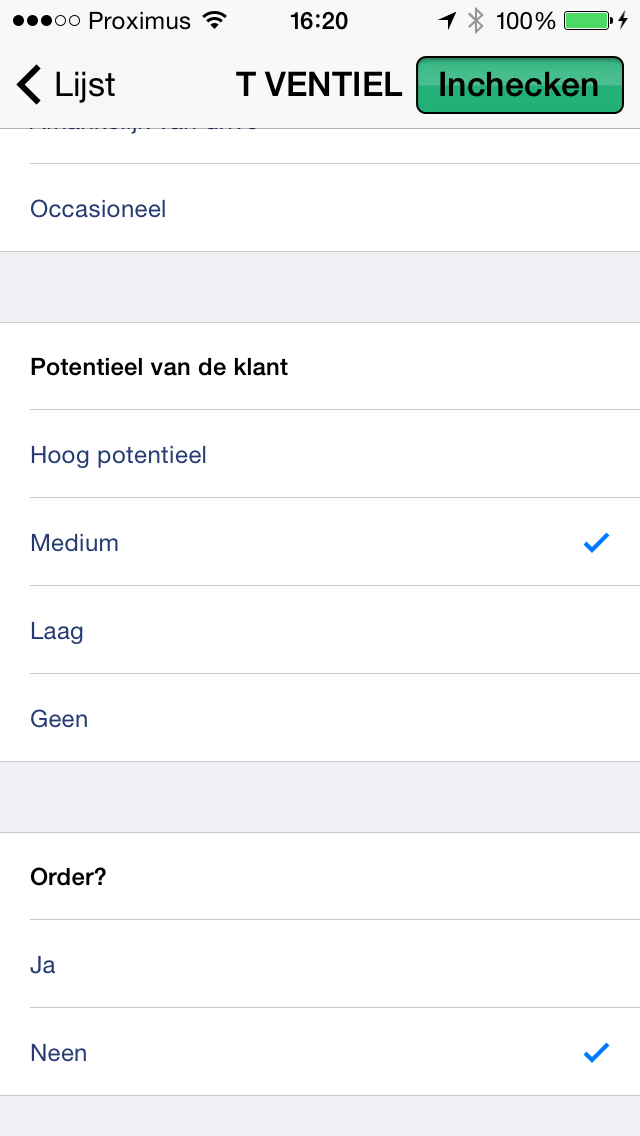 Proximus 16:20 100%
Lijst T VENTIEL Inchecken
Occasioneel
Potentieel van de klant
Hoog potentieel
Medium
Laag
Geen
Order?
Ja
Neen